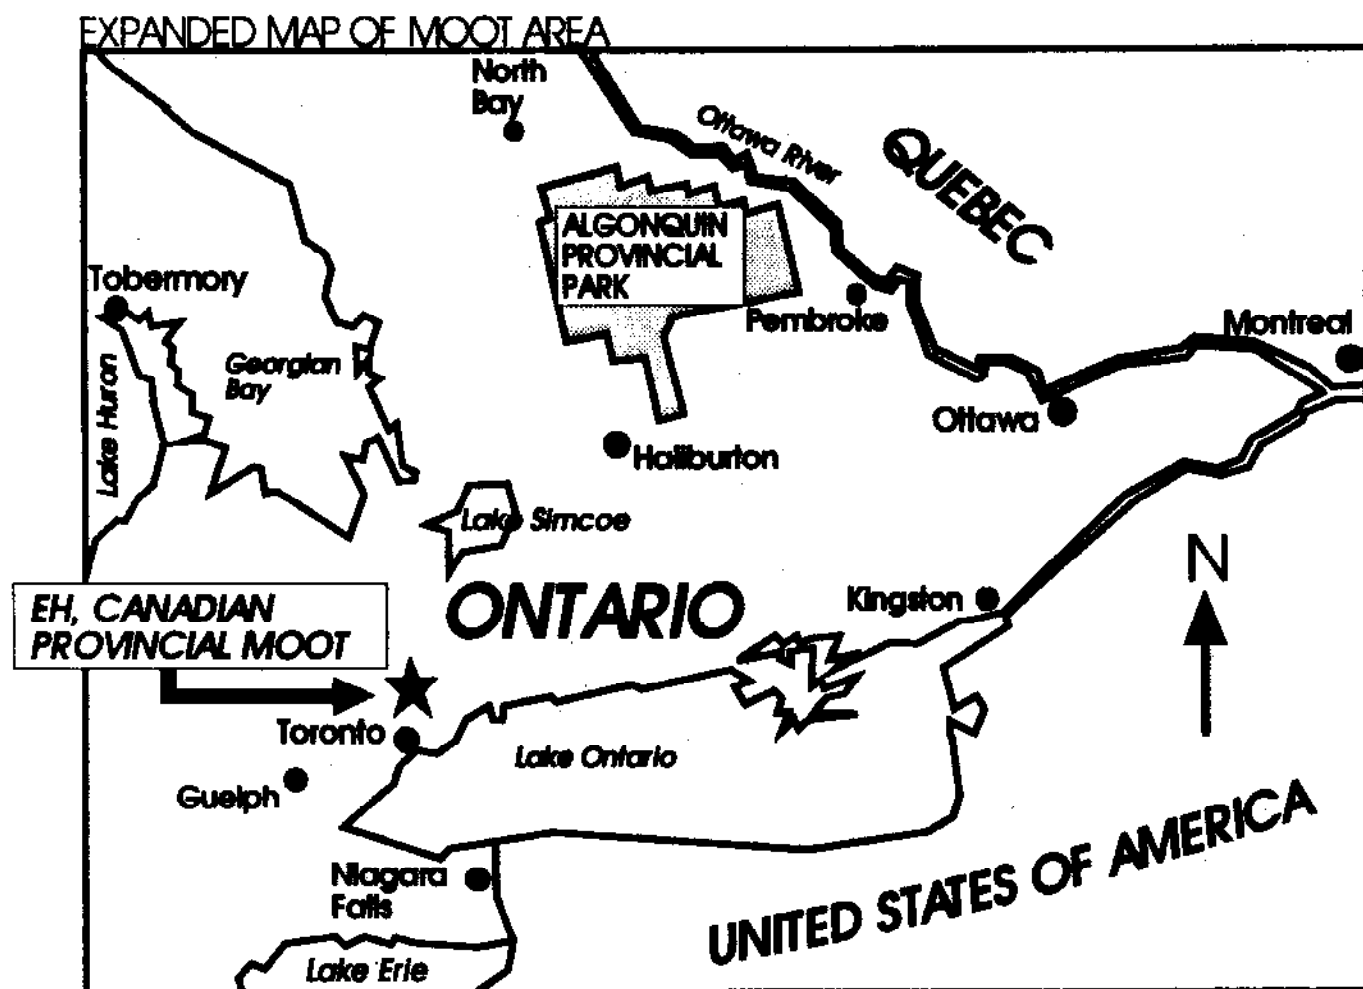 EXPANDED MAP OF MOOT AREA
North
Bay
Ottawa River
QUEBEC
ALGONQUIN
PROVINCIAL
PARK
Tobermory
Pembroke
Montreal
Georgian
Bay
Lake Huron
Ottawa
Haliburton
Lake Simcoe
N
ONTARIO
Kingston
EH, CANADIAN
PROVINCIAL MOOT
Toronto
Lake Ontario
Guelph
UNITED STATES OF AMERICA
Niagara
Falls
Lake Erie